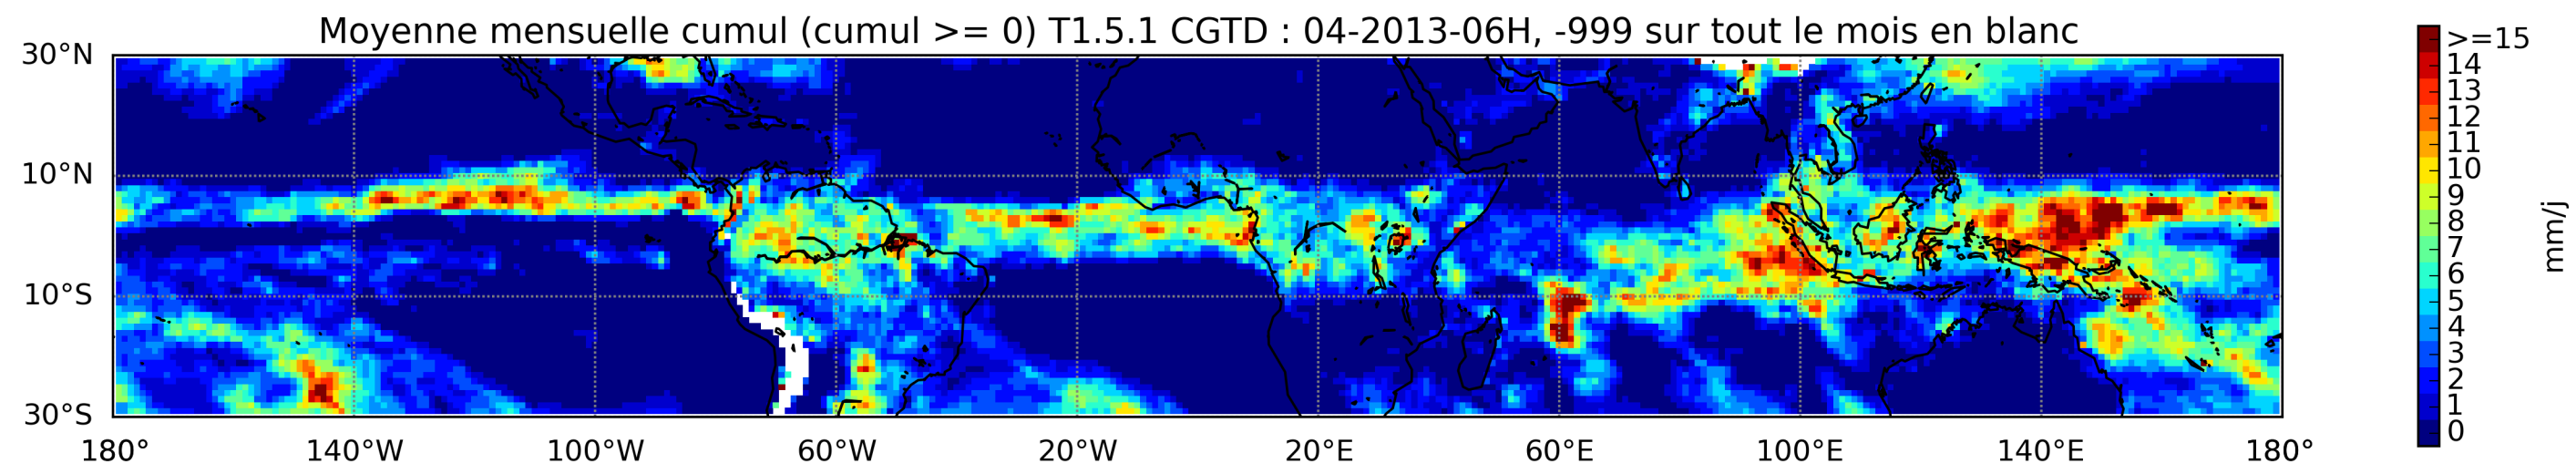 Moyenne mensuelle cumul (cumul >= 0) T1.5.1 CGTD : 04-2013-06H, -999 sur tout le mois en blanc
30°N
10°N
10°S
30°S
180° 140°W 100°W 60°W 20°W 20°E 60°E 100°E 140°E 180°
>=15
14
13
12
11
10
9
8
7
6
5
4
3
2
1
0
mm/j